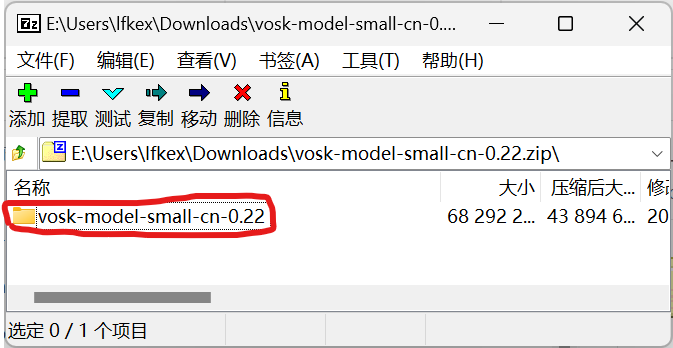 7z E:\Users\lfkex\Downloads\vosk-model-small-cn-0....
文件(F) 编辑(E) 查看(V) 书签(A) 工具(T) 帮助(H)
添加 提取 测试 复制 移动 删除 信息
E:\Users\lfkex\Downloads\vosk-model-small-cn-0.22.zip\
名称 大小 压缩后大... 修改
vosk-model-small-cn-0.22 68 292 2... 43 894 6... 20
选定 0 / 1 个项目